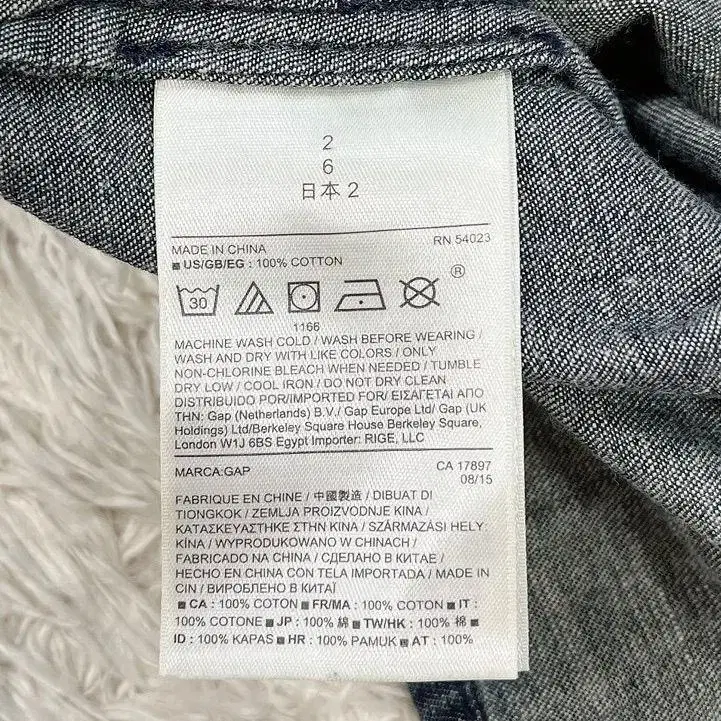 2
6
日本 2
MADE IN CHINA RN 54023
■ US/GB/EG : 100% COTTON
30 ®
1166
MACHINE WASH COLD / WASH BEFORE WEARING /
WASH AND DRY WITH LIKE COLORS / ONLY
NON-CHLORINE BLEACH WHEN NEEDED / TUMBLE
DRY LOW / COOL IRON / DO NOT DRY CLEAN
DISTRIBUIDO POR/IMPORTED FOR/ ΕΙΣΑΓΕΤΑΙ ΑΠΟ
ΤΗΝ: Gap (Netherlands) B.V./ Gap Europe Ltd/ Gap (UK
Holdings) Ltd/Berkeley Square House Berkeley Square,
London W1J 6BS Egypt Importer: RIGE, LLC
MARCA:GAP CA 17897
08/15
FABRIQUE EN CHINE / 中國製造 / DIBUAT DI
TIONGKOK / ZEMLJA PROIZVODNJE KINA /
ΚΑΤΑΣΚΕΥΑΣΤΗΚΕ ΣΤΗΝ ΚΙΝΑ / SZÁRMAZÁSI HELY:
KÍNA / WYPRODUKOWANO W CHINACH /
FABRICADO NA CHINA / СДЕЛАНО В КИТАЕ /
HECHO EN CHINA CON TELA IMPORTADA / MADE IN
CIN / ВИРОБЛЕНО В КИТАЇ
■ CA : 100% COTON ■ FR/MA : 100% COTON ■ IT :
100% COTONE ■ JP : 100% 綿 ■ TW/HK : 100% 棉 ■
ID : 100% KAPAS ■ HR : 100% PAMUK ■ AT : 100%